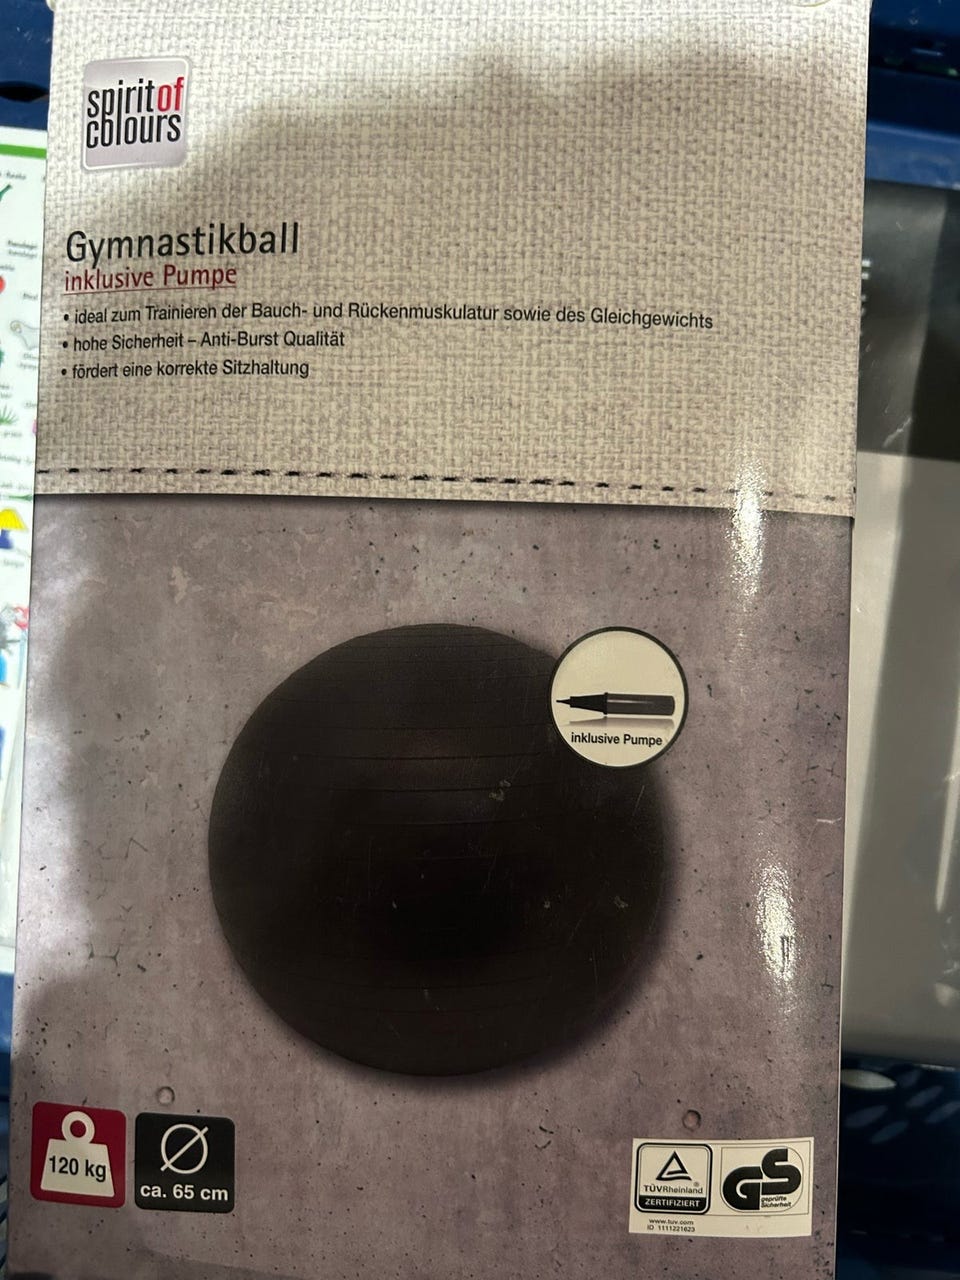 spiritof
colours
Gymnastikball
inklusive Pumpe
• ideal zum Trainieren der Bauch- und Rückenmuskulatur sowie des Gleichgewichts
• hohe Sicherheit – Anti-Burst Qualität
• fördert eine korrekte Sitzhaltung
inklusive Pumpe
120 kg
ca. 65 cm
TÜVRheinland®
ZERTIFIZIERT
GS
geprüfte
Sicherheit
www.tuv.com
ID 1111221623